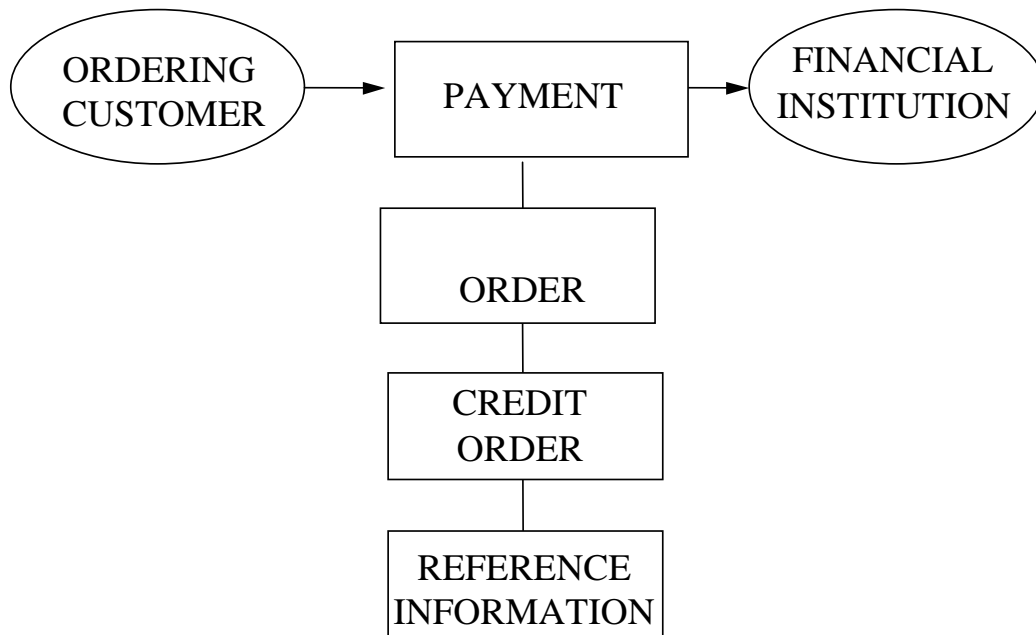 ORDERING
CUSTOMER
PAYMENT
FINANCIAL
INSTITUTION
ORDER
CREDIT
ORDER
REFERENCE
INFORMATION